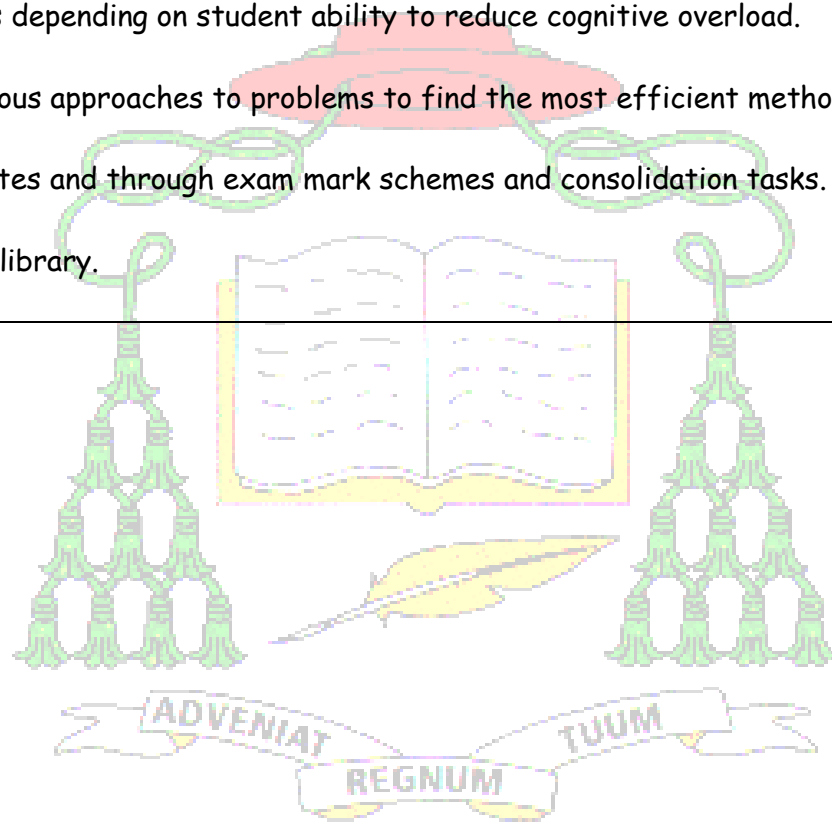 depending on student ability to reduce cognitive overload.
ous approaches to problems to find the most efficient metho
tes and through exam mark schemes and consolidation tasks.
library.
ADVENIAT
REGNUM
TUUM